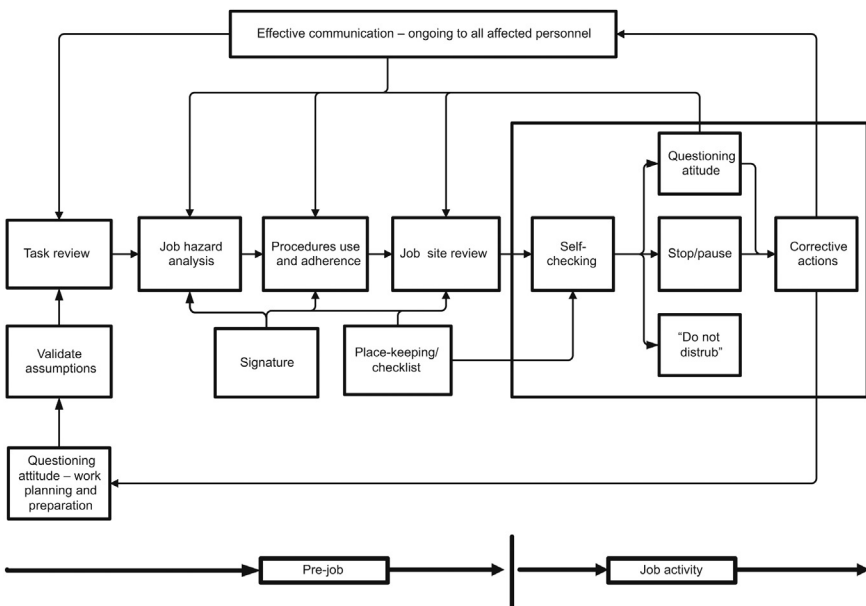 Effective communication – ongoing to all affected personnel
Questioning
atitude
Task review
Job hazard
analysis
Procedures use
and adherence
Job site review
Self-
checking
Stop/pause
Corrective
actions
Validate
assumptions
Signature
Place-keeping/
checklist
“Do not
distrub”
Questioning
attitude – work
planning and
preparation
Pre-job
Job activity